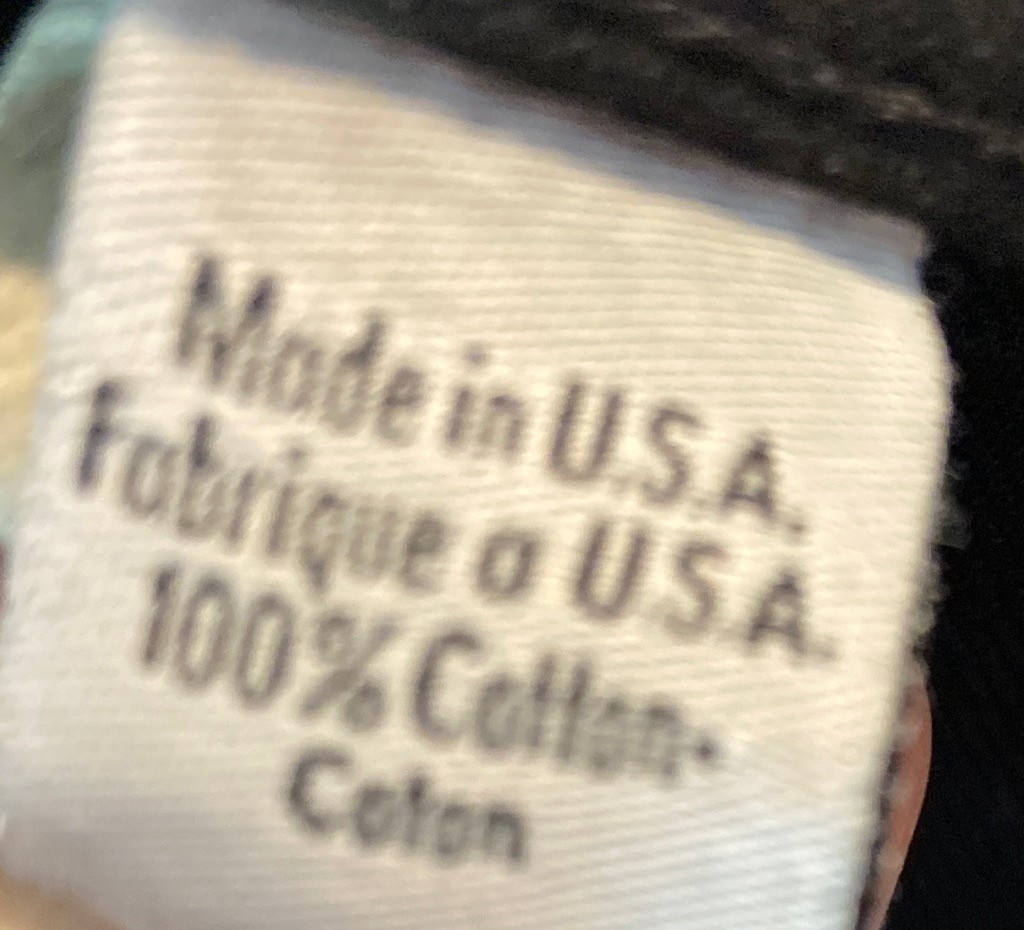 Made in U.S.A.
Fabrique a U.S.A.
100% Cotton•
Coton